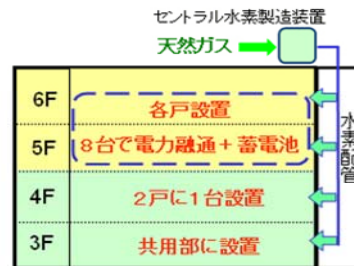 セントラル水素製造装置
天然ガス
水素配管
6F 各戸設置
5F 8台で電力融通＋蓄電池
4F 2戸に1台設置
3F 共用部に設置